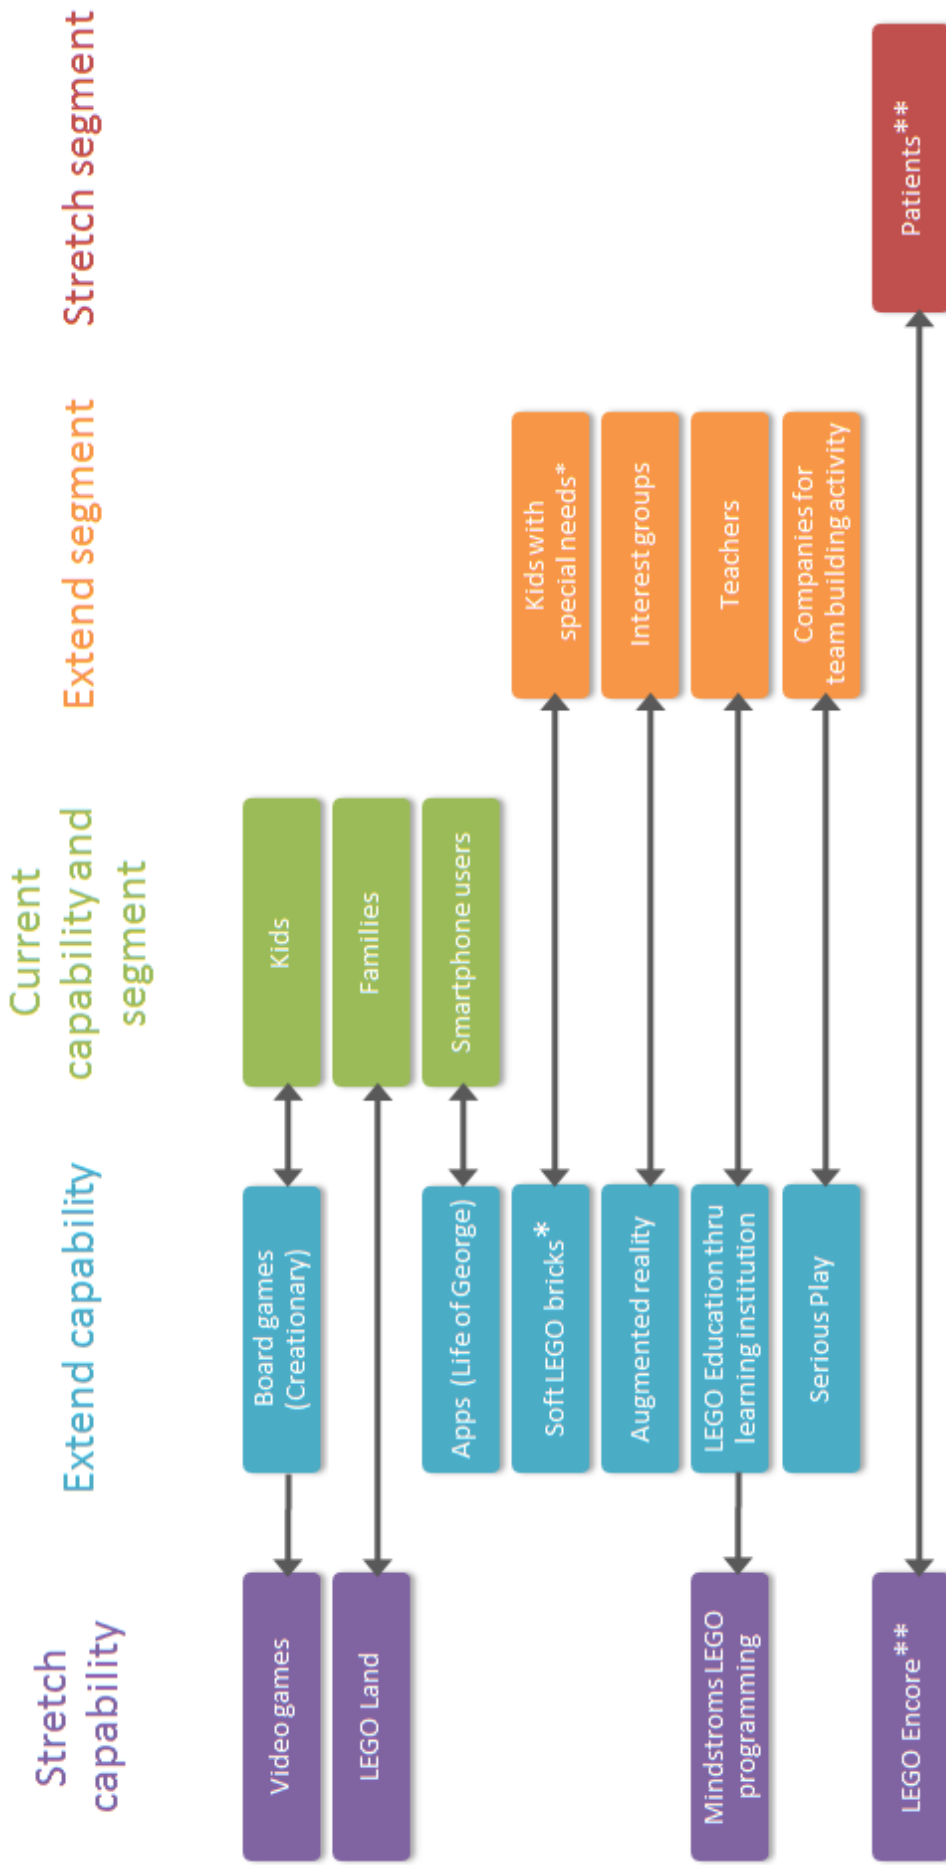 Stretch
capability
Extend capability
Current
capability and
segment
Extend segment
Stretch segment
Video games
Board games
(Creationary)
Kids
LEGO Land
Families
Apps (Life of George)
Smartphone users
Soft LEGO bricks*
Kids with
special needs*
Augmented reality
Interest groups
Mindstroms LEGO
programming
LEGO Education thru
learning institution
Teachers
Serious Play
Companies for
team building activity
LEGO Encore**
Patients**